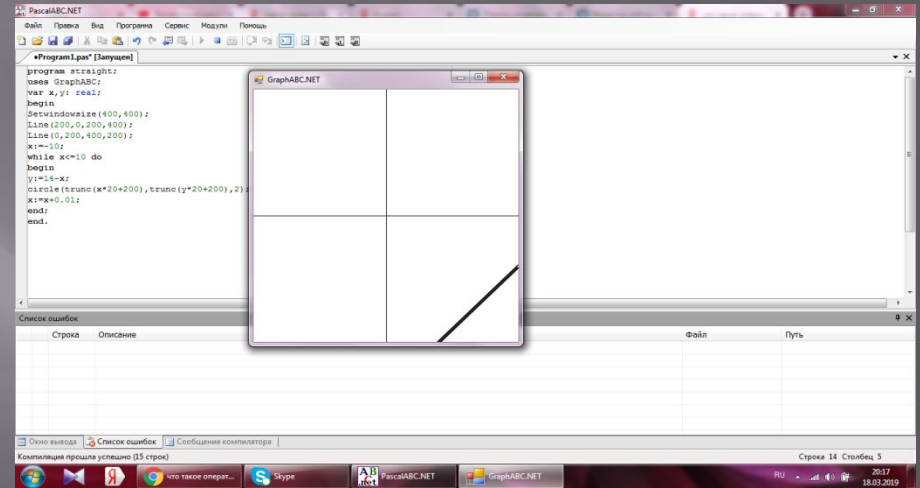 PascalABC.NET
Файл Правка Вид Программа Сервис Модули Помощь
•Program1.pas* [Запущен]
program straight;
uses GraphABC;
var x,y: real;
begin
Setwindowsize(400,400);
Line(200,0,200,400);
Line(0,200,400,200);
x:=-10;
while x<=10 do
begin
y:=14-x;
circle(trunc(x*20+200),trunc(y*20+200),2)
x:=x+0.01;
end;
end.
GraphABC.NET
Список ошибок
Строка Описание Файл Путь
Окно вывода Список ошибок Сообщения компилятора
Компиляция прошла успешно (15 строк) Строка 14 Столбец 5
что такое операт... Skype PascalABC.NET GraphABC.NET RU 20:17
18.03.2019